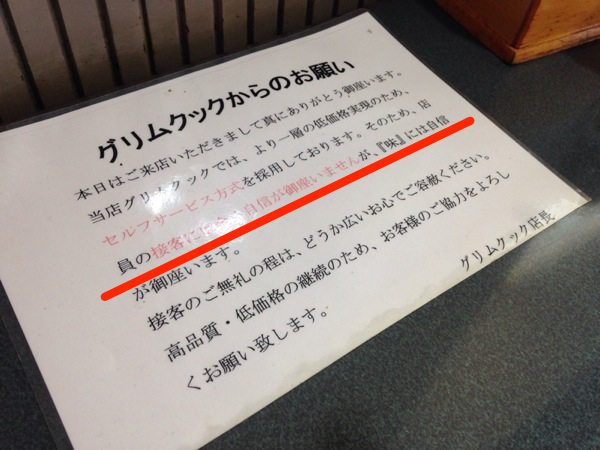 グリムクックからのお願い
本日はご来店いただきまして真にありがとう御座います。
当店グリムクックでは、より一層の低価格実現のため、
セルフサービス方式を採用しております。そのため、店
員の接客に 自信が御座いませんが、『味』には自信
が御座います。
接客のご無礼の程は、どうか広いお心でご容赦ください。
高品質・低価格の継続のため、お客様のご協力をよろし
くお願い致します。
グリムクック店長